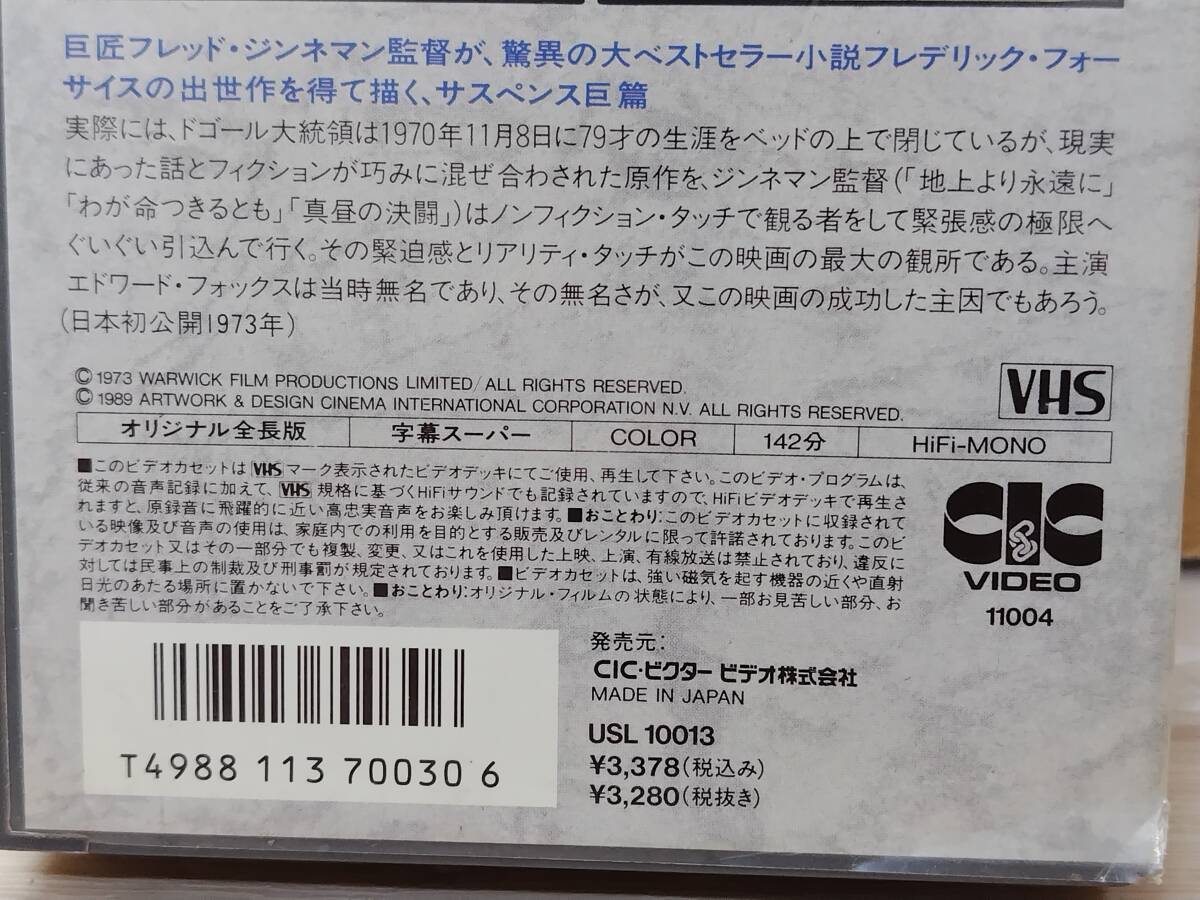 巨匠フレッド・ジンネマン監督が、驚異の大ベストセラー小説フレデリック・フォー
サイスの出世作を得て描く、サスペンス巨篇
実際には、ドゴール大統領は1970年11月8日に79才の生涯をベッドの上で閉じているが、現実
にあった話とフィクションが巧みに混ぜ合わされた原作を、ジンネマン監督(「地上より永遠に」
「わが命つきるとも」「真昼の決闘」)はノンフィクション・タッチで観る者をして緊張感の極限へ
ぐいぐい引込んで行く。その緊迫感とリアリティ・タッチがこの映画の最大の観所である。主演
エドワード・フォックスは当時無名であり、その無名さが、又この映画の成功した主因でもあろう。
(日本初公開1973年)
©1973 WARWICK FILM PRODUCTIONS LIMITED/ALL RIGHTS RESERVED.
©1989 ARTWORK & DESIGN CINEMA INTERNATIONAL CORPORATION N.V. ALL RIGHTS RESERVED.
VHS
オリジナル全長版 字幕スーパー COLOR 142分 HiFi-MONO
■このビデオカセットはVHSマーク表示されたビデオデッキにてご使用、再生して下さい。このビデオ・プログラムは、
従来の音声記録に加えて、VHS規格に基づくHiFiサウンドでも記録されていますので、HiFiビデオデッキで再生さ
れますと、原録音に飛躍的に近い高忠実音声をお楽しみ頂けます。■おことわり:このビデオカセットに収録されて
いる映像及び音声の使用は、家庭内での利用を目的とする販売及びレンタルに限って許諾されております。このビ
デオカセット又はその一部分でも複製、変更、又はこれを使用した上映、上演、有線放送は禁止されており、違反に
対しては民事上の制裁及び刑事罰が規定されております。■ビデオカセットは、強い磁気を起す機器の近くや直射
日光のあたる場所に置かないで下さい。■おことわり:オリジナル・フィルムの状態により、一部お見苦しい部分、お
聞き苦しい部分があることをご了承下さい。
CIC
VIDEO
11004
T4988 113 70030 6
発売元:
CIC・ビクター ビデオ株式会社
MADE IN JAPAN
USL 10013
¥3,378(税込み)
¥3,280(税抜き)